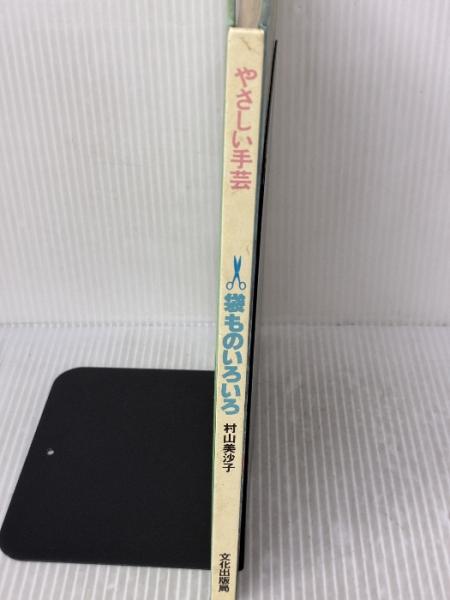 やさしい手芸
袋ものいろいろ
村山美沙子
文化出版局